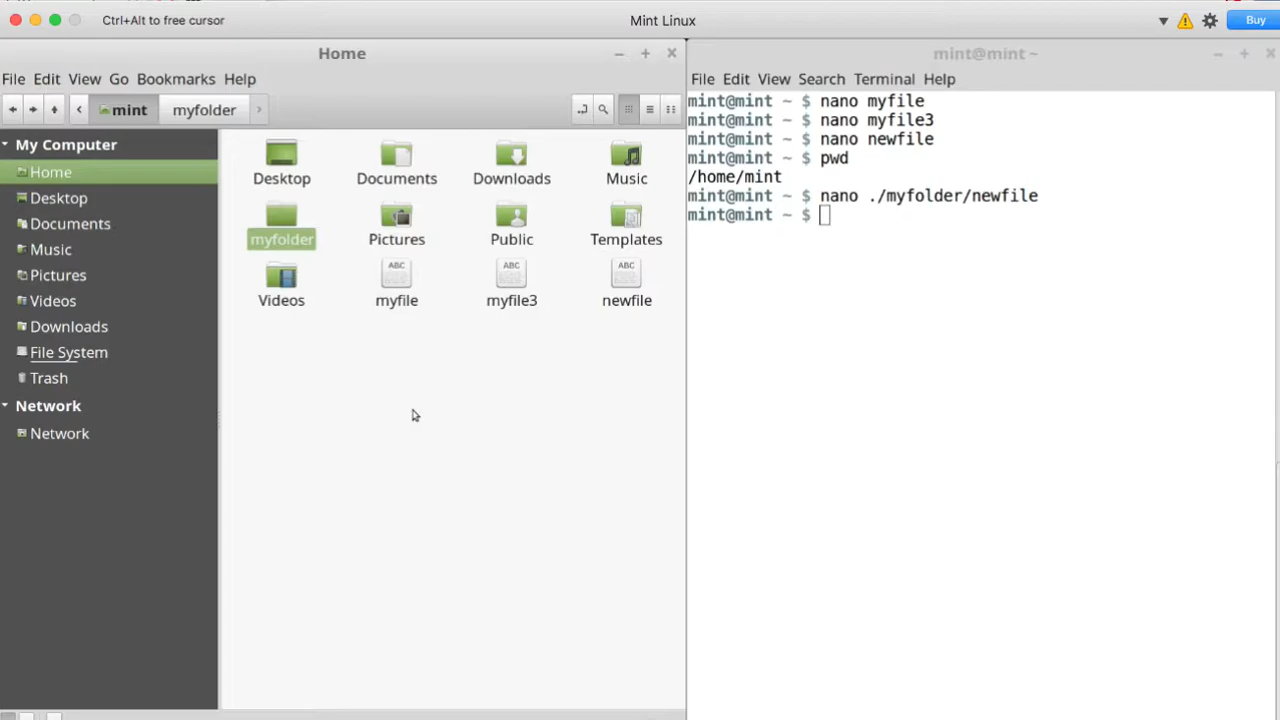 Ctrl+Alt to free cursor
Mint Linux
Buy
Home
File Edit View Go Bookmarks Help
mint myfolder
My Computer
Home
Desktop
Documents
Music
Pictures
Videos
Downloads
File System
Trash
Network
Network
Desktop Documents Downloads Music
myfolder Pictures Public Templates
ABC ABC ABC
Videos myfile myfile3 newfile
mint@mint ~
File Edit View Search Terminal Help
mint@mint ~ $ nano myfile
mint@mint ~ $ nano myfile3
mint@mint ~ $ nano newfile
mint@mint ~ $ pwd
/home/mint
mint@mint ~ $ nano ./myfolder/newfile
mint@mint ~ $